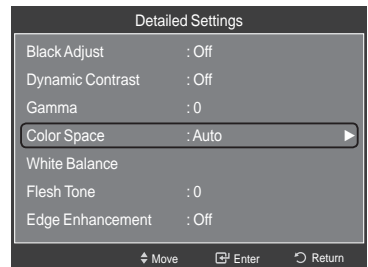 Detailed Settings
Black Adjust : Off
Dynamic Contrast : Off
Gamma : 0
Color Space : Auto
White Balance
Flesh Tone : 0
Edge Enhancement : Off
Move Enter Return